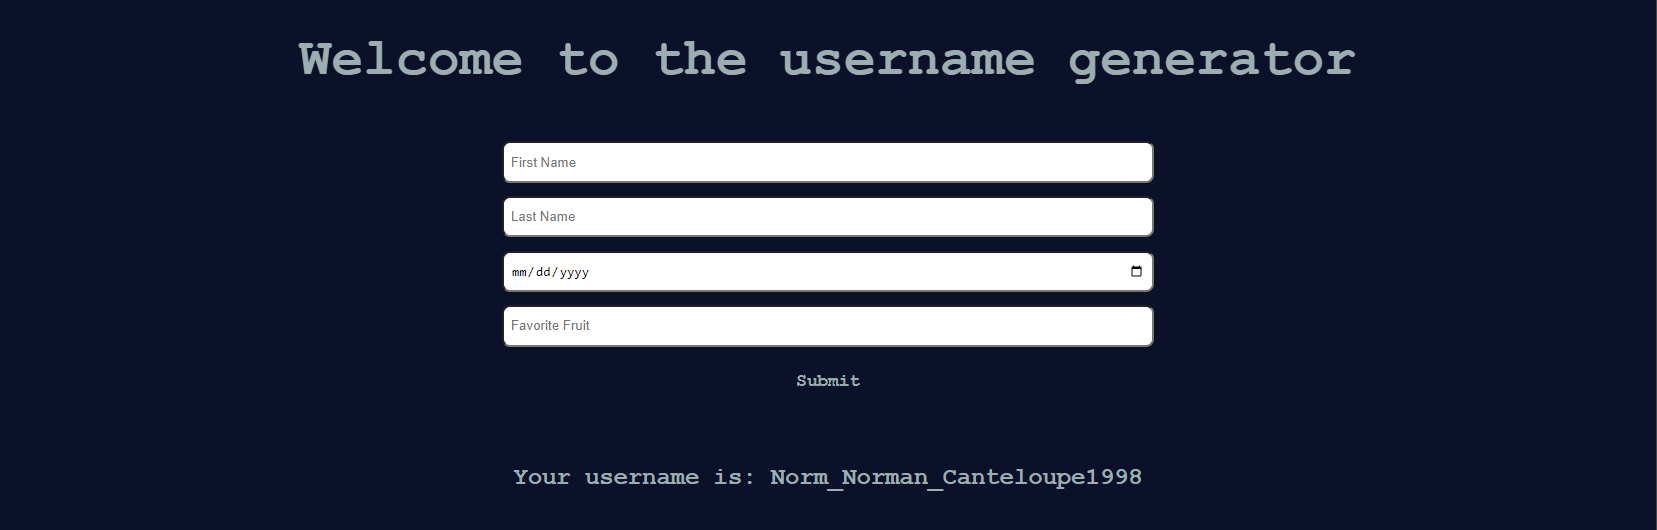 Welcome to the username generator
First Name
Last Name
mm/dd/yyyy
Favorite Fruit
Submit
Your username is: Norm_Norman_Canteloupe1998